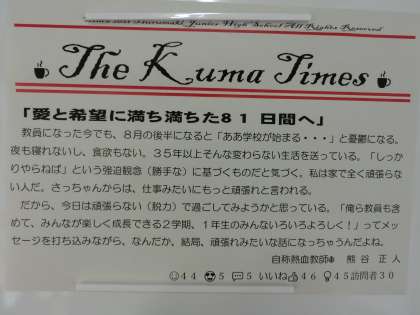 Junior High School All Rights Reserved
The Kuma Times
「愛と希望に満ち満ちた８１日間へ」
教員になった今でも、８月の後半になると「ああ学校が始まる・・・」と憂鬱になる。
夜も寝れないし、食欲もない。３５年以上そんな変わらない生活を送っている。「しっか
りやらねば」という強迫観念（勝手な）に基づくものだと気づく。私は家で全く頑張らな
い人だ。さっちゃんからは、仕事みたいにもっと頑張れと言われる。
だから、今日は頑張らない（脱力）で過ごしてみようかと思っている。「俺ら教員も含
めて、みんなが楽しく成長できる２学期、１年生のみんないろいろよろしく！」ってメッ
セージを打ち込みながら、なんだか、結局、頑張れみたいな話になっちゃうんだよね。
自称熱血教師 熊谷 正人
44 5 5 いいね 46 45 訪問者３０